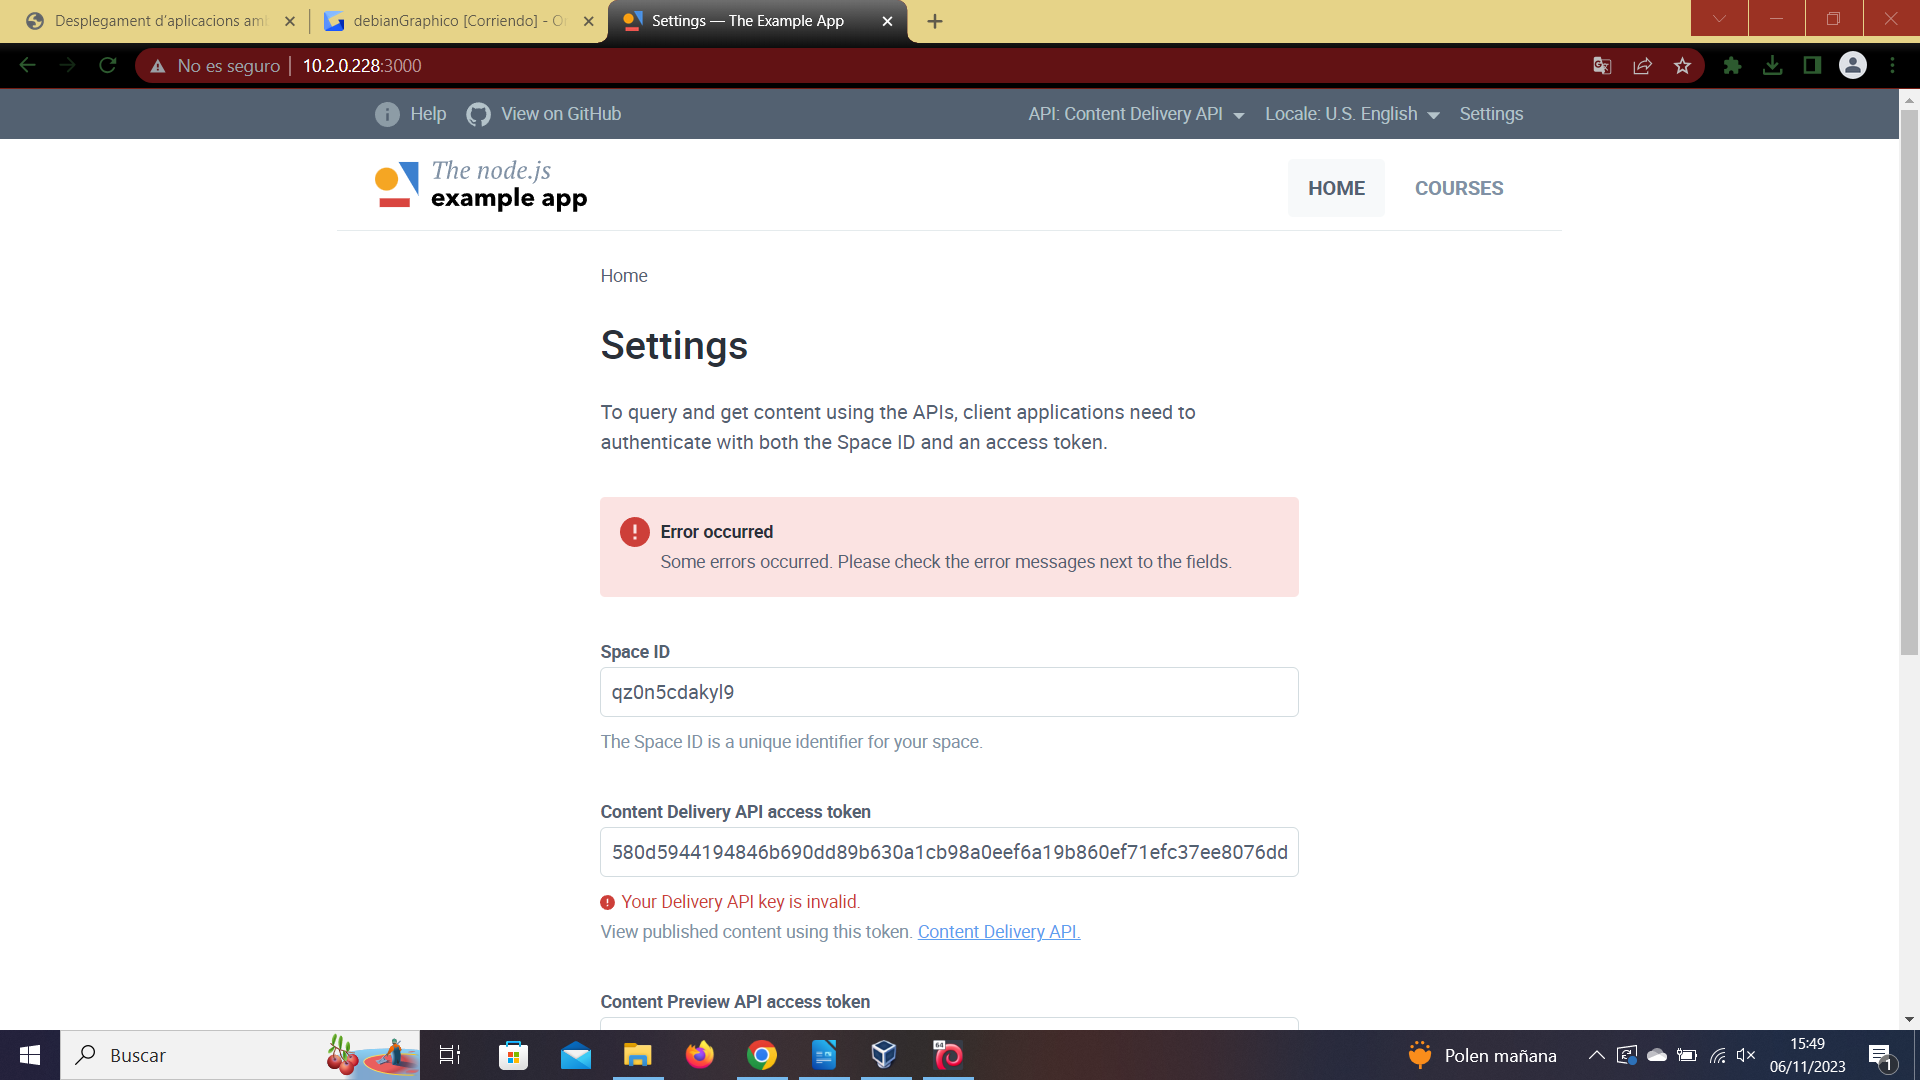 Desplegament d'aplicacions aml
debianGraphico [Corriendo] - O
Settings — The Example App
No es seguro
10.2.0.228:3000
Help
View on GitHub
API: Content Delivery API
Locale: U.S. English
Settings
The node.js
example app
HOME
COURSES
Home
Settings
To query and get content using the APIs, client applications need to
authenticate with both the Space ID and an access token.
Error occurred
Some errors occurred. Please check the error messages next to the fields.
Space ID
qz0n5cdakyl9
The Space ID is a unique identifier for your space.
Content Delivery API access token
580d5944194846b690dd89b630a1cb98a0eef6a19b860ef71efc37ee8076dd
Your Delivery API key is invalid.
View published content using this token. Content Delivery API.
Content Preview API access token
Buscar
64
Polen mañana
15:49
06/11/2023
1